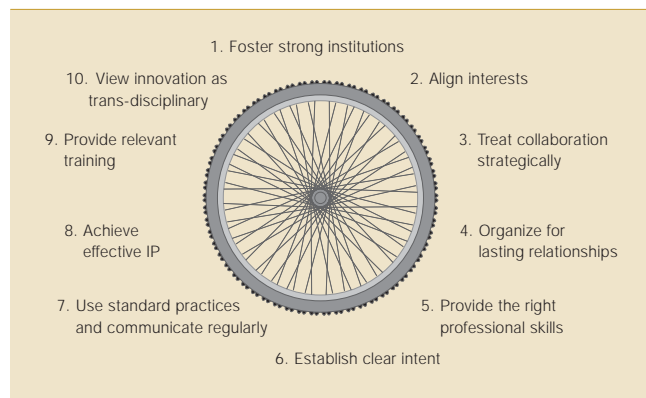 1. Foster strong institutions
2. Align interests
3. Treat collaboration
strategically
4. Organize for
lasting relationships
5. Provide the right
professional skills
6. Establish clear intent
7. Use standard practices
and communicate regularly
8. Achieve
effective IP
9. Provide relevant
training
10. View innovation as
trans-disciplinary